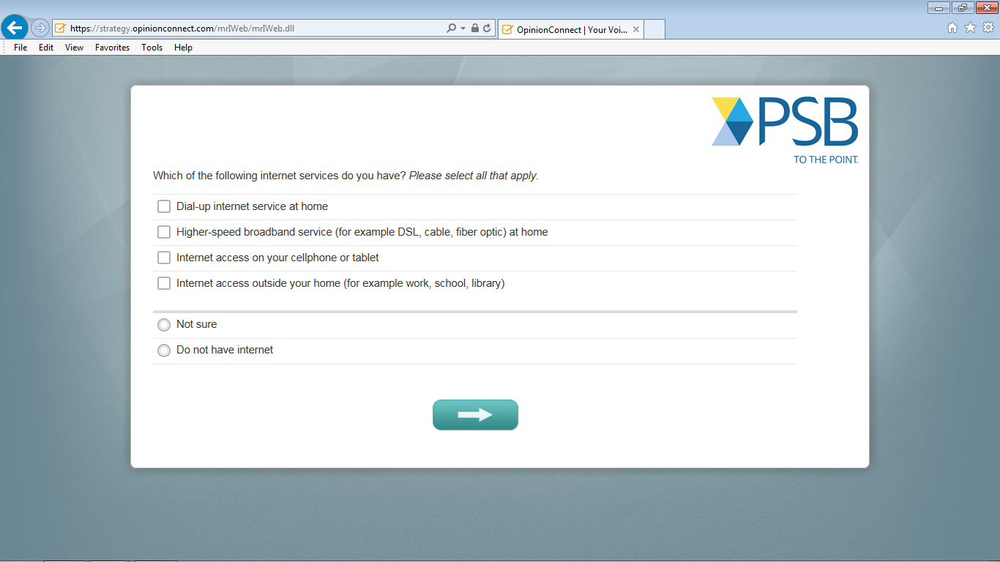 https://strategy.opinionconnect.com/mrIWeb/mrIWeb.dll
OpinionConnect | Your Voi...
File Edit View Favorites Tools Help
PSB
TO THE POINT.
Which of the following internet services do you have? Please select all that apply.
Dial-up internet service at home
Higher-speed broadband service (for example DSL, cable, fiber optic) at home
Internet access on your cellphone or tablet
Internet access outside your home (for example work, school, library)
Not sure
Do not have internet